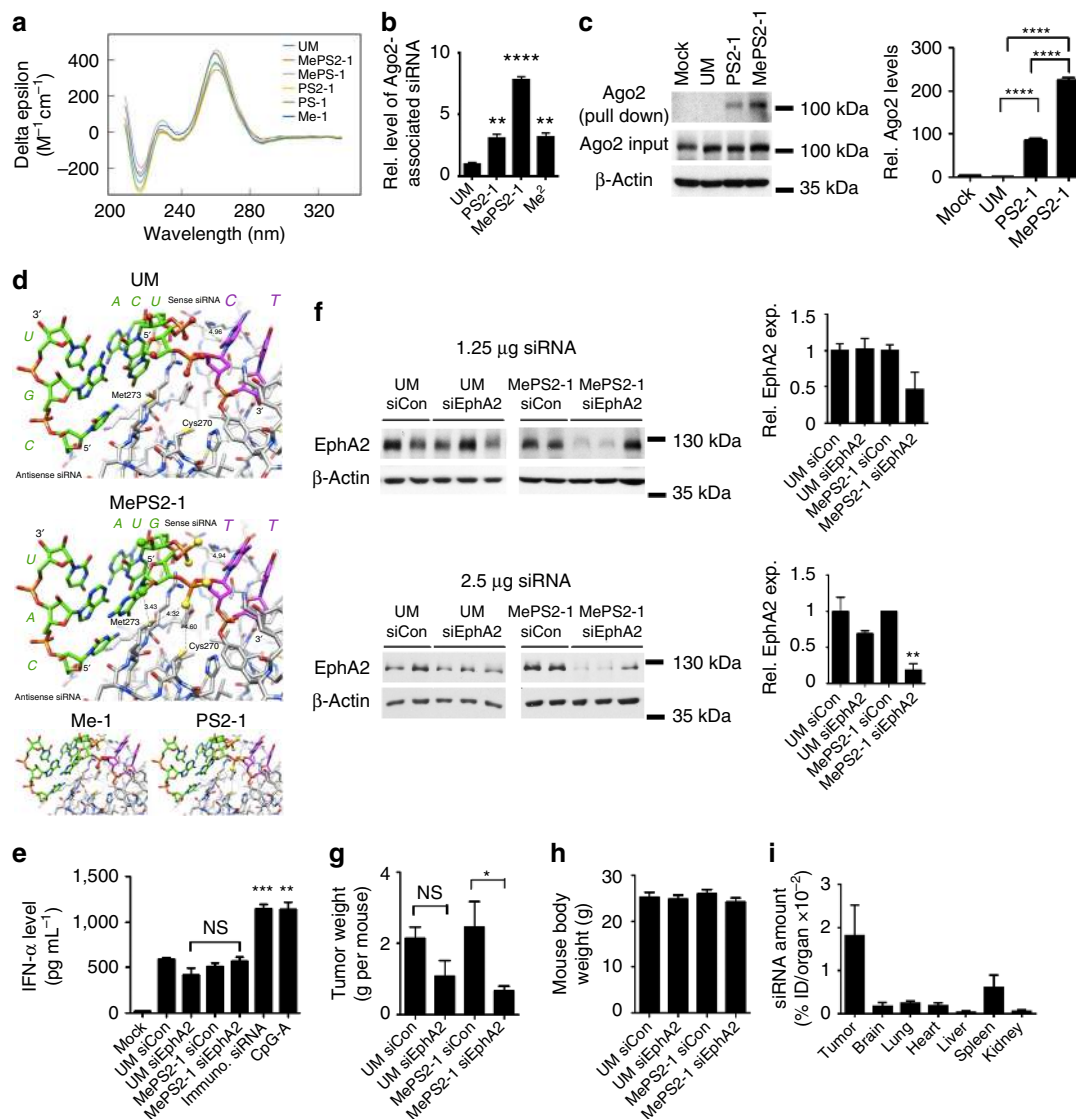 a
400
200
0
−200
200
240
280
320
Delta epsilon
(M−1 cm−1)
Wavelength (nm)
UM
MePS2-1
MePS-1
PS2-1
PS-1
Me-1
b
Rel. level of Ago2-
associated siRNA
10
5
0
**
****
**
UM
PS2-1
MePS2-1
Me2
c
Mock
UM
PS2-1
MePS2-1
Ago2
(pull down)
100 kDa
Ago2 input
100 kDa
β-Actin
35 kDa
Rel. Ago2 levels
300
200
100
0
****
****
****
Mock
UM
PS2-1
MePS2-1
d
UM
A C U
Sense siRNA
C T
3′
5′
4.96
U
G
C
Met273
Cys270
3′
5′
Antisense siRNA
MePS2-1
A U G
Sense siRNA
T T
3′
5′
4.94
U
A
C
Met273
3.43
4.32
4.60
Cys270
3′
5′
Antisense siRNA
Me-1
PS2-1
f
1.25 μg siRNA
UM
siCon
UM
siEphA2
MePS2-1
siCon
MePS2-1
siEphA2
EphA2
130 kDa
β-Actin
35 kDa
Rel. EphA2 exp.
1.5
1
0.5
0
UM siCon
UM siEphA2
MePS2-1 siCon
MePS2-1 siEphA2
2.5 μg siRNA
UM
siCon
UM
siEphA2
MePS2-1
siCon
MePS2-1
siEphA2
EphA2
130 kDa
β-Actin
35 kDa
Rel. EphA2 exp.
1.5
1
0.5
0
**
UM siCon
UM siEphA2
MePS2-1 siCon
MePS2-1 siEphA2
e
IFN-α level
(pg mL−1)
1,500
1,000
500
0
NS
***
**
Mock
UM siCon
UM siEphA2
MePS2-1 siCon
MePS2-1 siEphA2
Immuno. siRNA
CpG-A
g
Tumor weight
(g per mouse)
4
2
0
NS
*
UM siCon
UM siEphA2
MePS2-1 siCon
MePS2-1 siEphA2
h
Mouse body
weight (g)
30
20
10
0
UM siCon
UM siEphA2
MePS2-1 siCon
MePS2-1 siEphA2
i
siRNA amount
(% ID/organ ×10−2)
3
2
1
0
Tumor
Brain
Lung
Heart
Liver
Spleen
Kidney